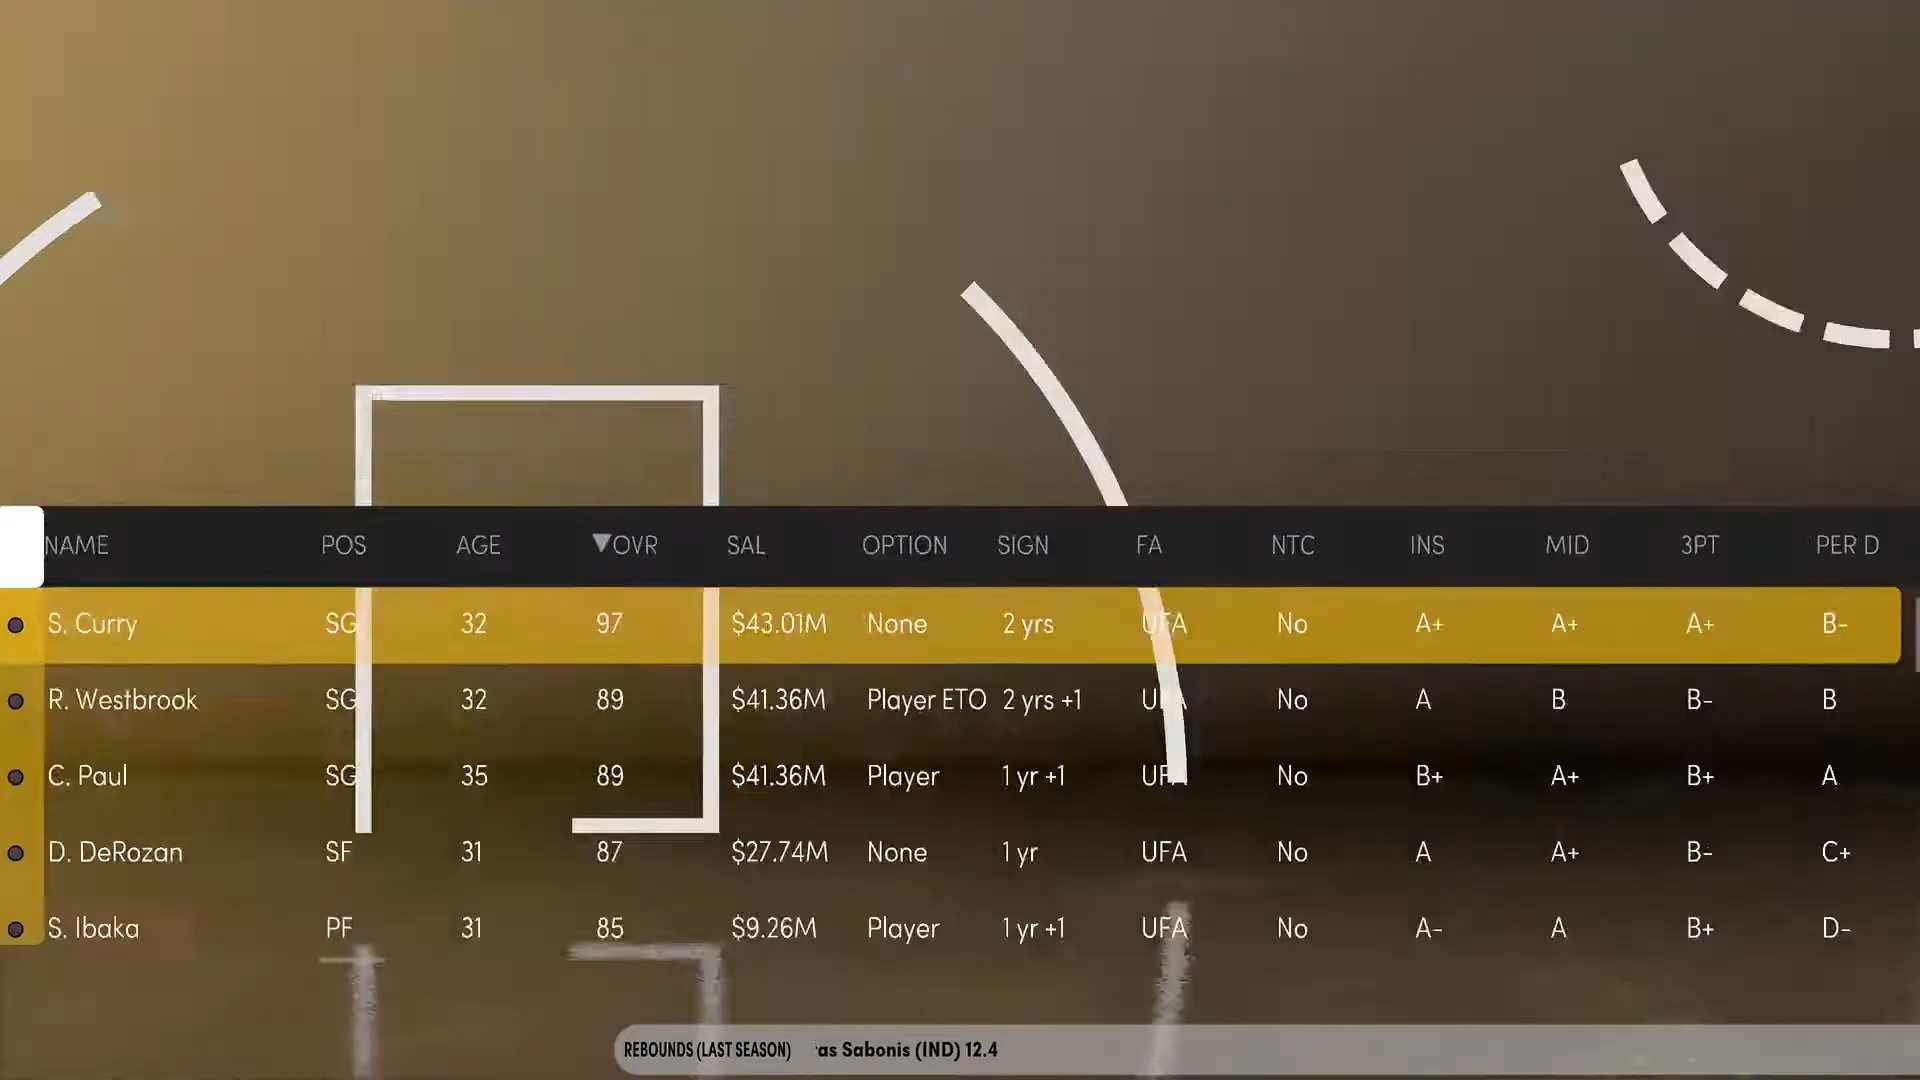 NAME POS AGE ▼OVR SAL OPTION SIGN FA NTC INS MID 3PT PER D
S. Curry SG 32 97 $43.01M None 2 yrs UFA No A+ A+ A+ B-
R. Westbrook SG 32 89 $41.36M Player ETO 2 yrs +1 UFA No A B B- B
C. Paul SG 35 89 $41.36M Player 1 yr +1 UFA No B+ A+ B+ A
D. DeRozan SF 31 87 $27.74M None 1 yr UFA No A A+ B- C+
S. Ibaka PF 31 85 $9.26M Player 1 yr +1 UFA No A- A B+ D-
REBOUNDS (LAST SEASON) as Sabonis (IND) 12.4